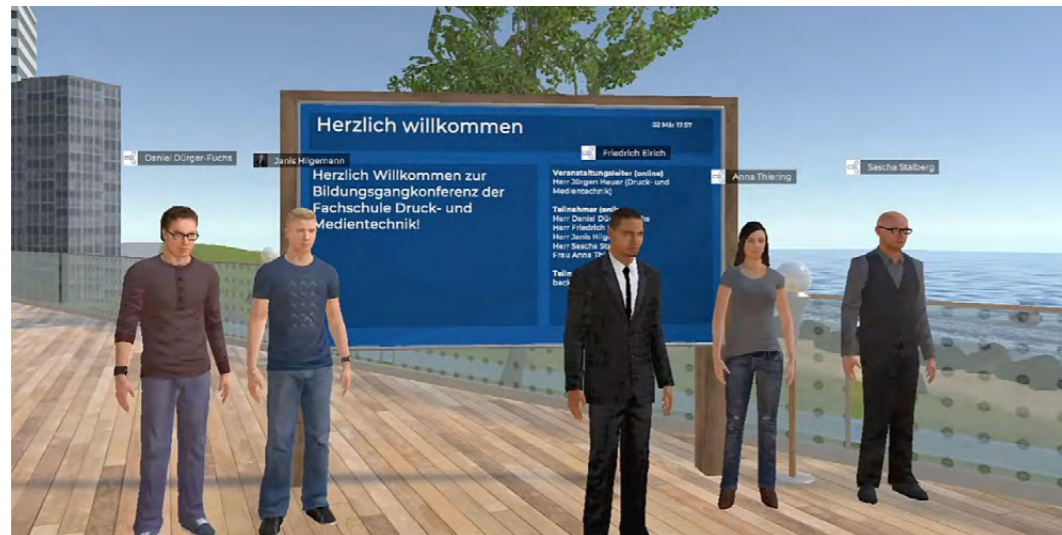 Herzlich willkommen
02 Mär 17:57
Daniel Dürger-Fuchs
Janis Hilgemann
Friedrich Eirich
Anna Thiering
Sascha Stalberg
Herzlich Willkommen zur
Bildungsgangkonferenz der
Fachschule Druck- und
Medientechnik!
Veranstaltungsleiter (online)
Herr Jürgen Heuer (Druck- und
Medientechnik)
Teilnehmer
Herr Daniel
Herr Friedrich
Herr Janis
Herr Sascha
Frau Anna